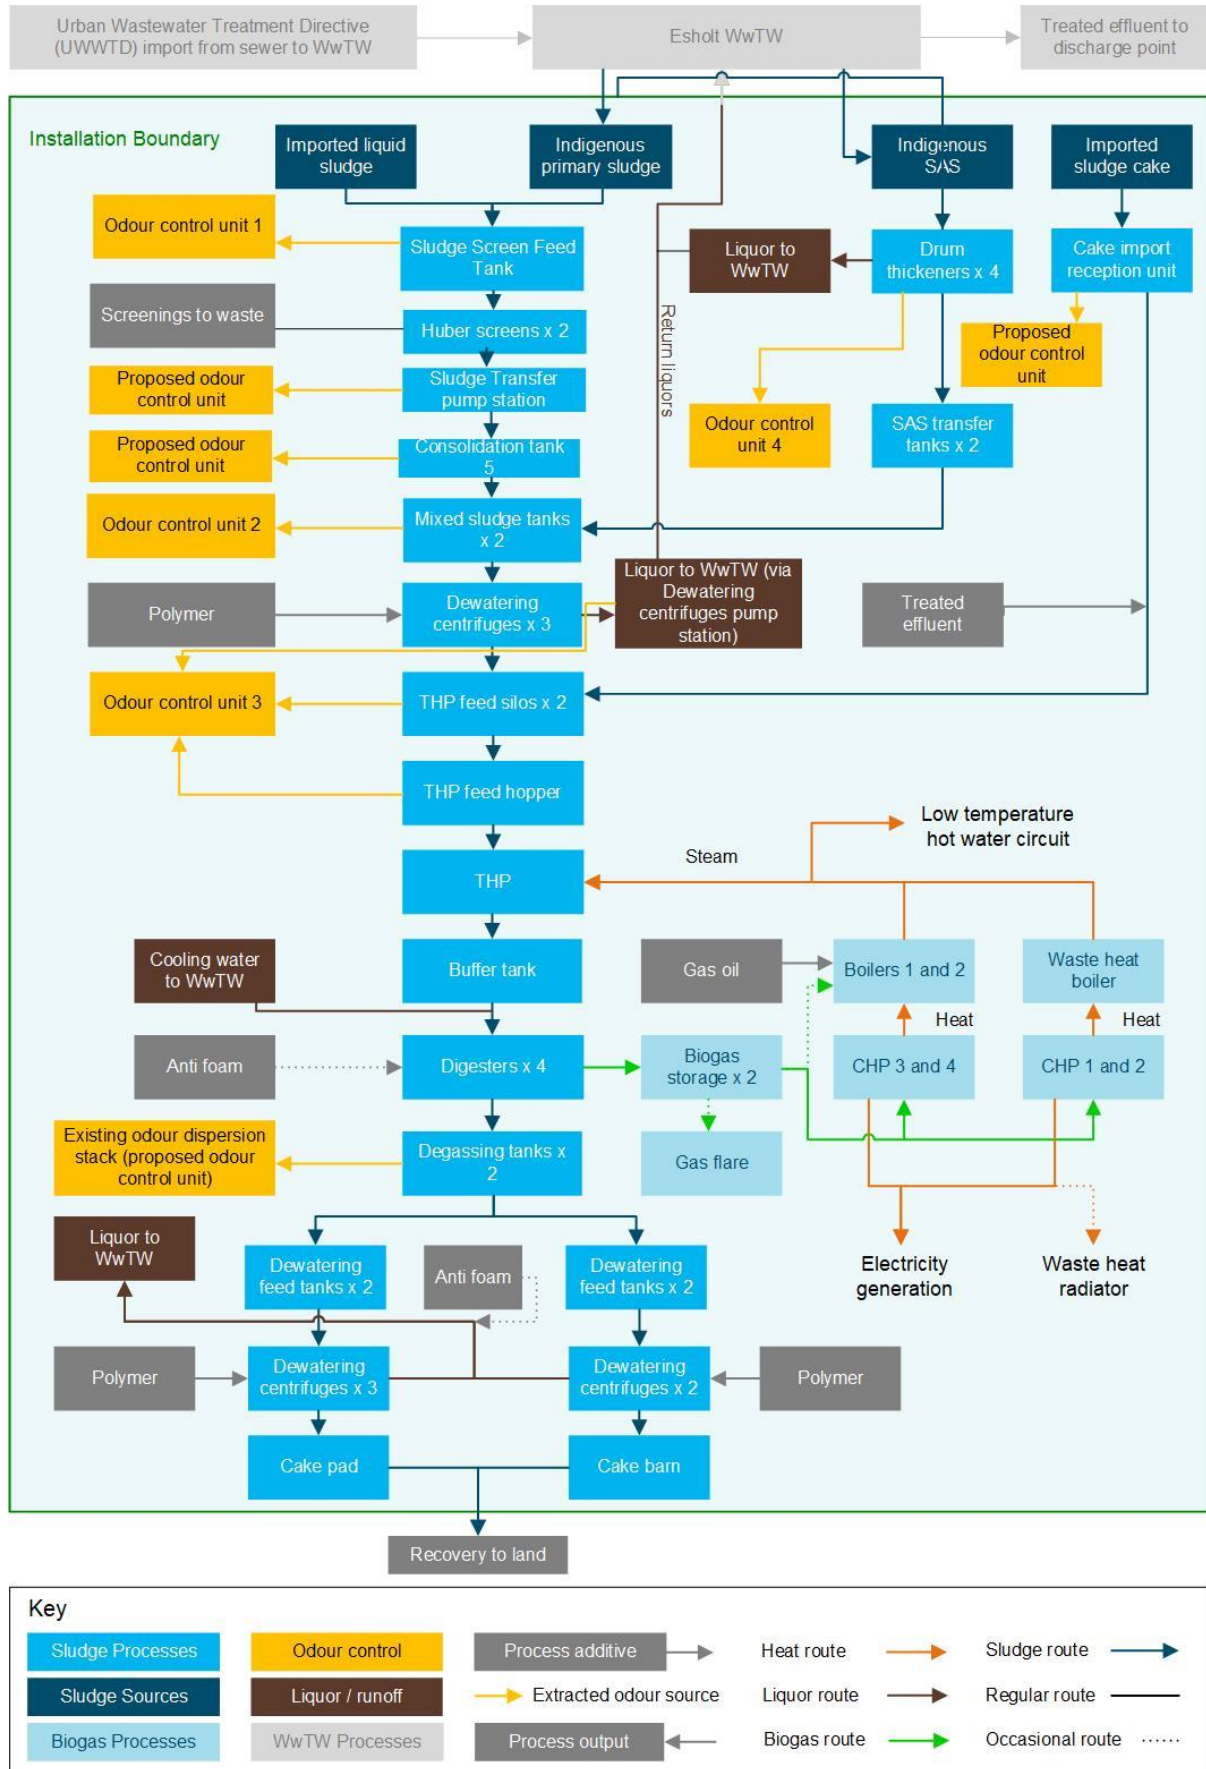 Urban Wastewater Treatment Directive
(UWWTD) import from sewer to WwTW
Esholt WwTW
Treated effluent to
discharge point
Installation Boundary
Imported liquid
sludge
Indigenous
primary sludge
Indigenous
SAS
Imported
sludge cake
Odour control unit 1
Sludge Screen Feed
Tank
Liquor to
WwTW
Drum
thickeners x 4
Cake import
reception unit
Screenings to waste
Huber screens x 2
Return liquors
Proposed
odour control
unit
Proposed odour
control unit
Sludge Transfer
pump station
Odour control
unit 4
SAS transfer
tanks x 2
Proposed odour
control unit
Consolidation tank
5
Odour control unit 2
Mixed sludge tanks
x 2
Polymer
Dewatering
centrifuges x 3
Liquor to WwTW (via
Dewatering
centrifuges pump
station)
Treated
effluent
Odour control unit 3
THP feed silos x 2
THP feed hopper
Low temperature
hot water circuit
Steam
THP
Cooling water
to WwTW
Buffer tank
Gas oil
Boilers 1 and 2
Waste heat
boiler
Heat
Heat
Anti foam
Digesters x 4
Biogas
storage x 2
CHP 3 and 4
CHP 1 and 2
Existing odour dispersion
stack (proposed odour
control unit)
Degassing tanks x
2
Gas flare
Liquor to
WwTW
Dewatering
feed tanks x 2
Anti foam
Dewatering
feed tanks x 2
Electricity
generation
Waste heat
radiator
Polymer
Dewatering
centrifuges x 3
Dewatering
centrifuges x 2
Polymer
Cake pad
Cake barn
Recovery to land
Key
Sludge Processes
Odour control
Process additive
Heat route
Sludge route
Sludge Sources
Liquor / runoff
Extracted odour source
Liquor route
Regular route
Biogas Processes
WwTW Processes
Process output
Biogas route
Occasional route